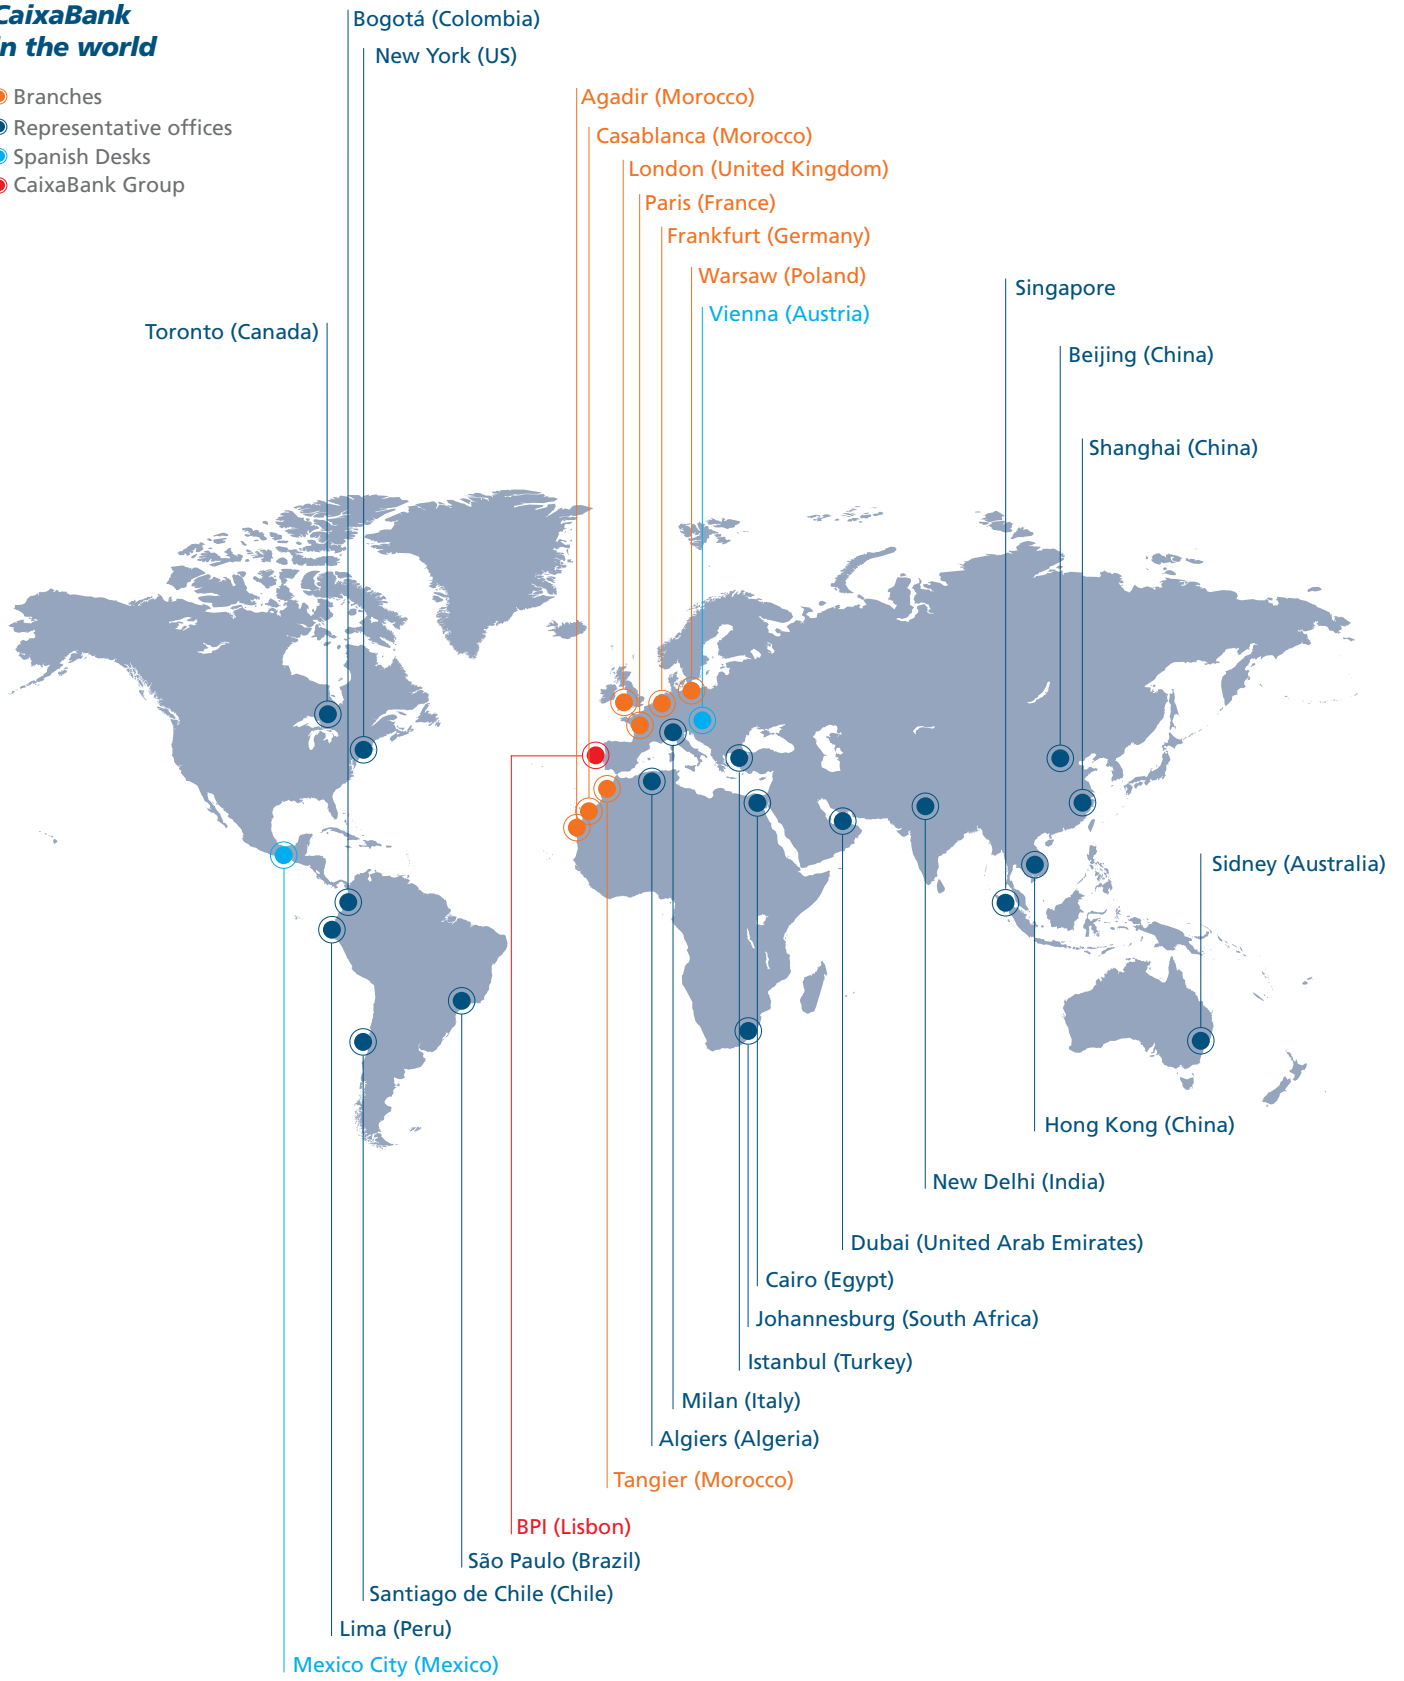 CaixaBank
in the world
Branches
Representative offices
Spanish Desks
CaixaBank Group
Bogotá (Colombia)
New York (US)
Agadir (Morocco)
Casablanca (Morocco)
London (United Kingdom)
Paris (France)
Frankfurt (Germany)
Warsaw (Poland)
Vienna (Austria)
Singapore
Toronto (Canada)
Beijing (China)
Shanghai (China)
Sidney (Australia)
Hong Kong (China)
New Delhi (India)
Dubai (United Arab Emirates)
Cairo (Egypt)
Johannesburg (South Africa)
Istanbul (Turkey)
Milan (Italy)
Algiers (Algeria)
Tangier (Morocco)
BPI (Lisbon)
São Paulo (Brazil)
Santiago de Chile (Chile)
Lima (Peru)
Mexico City (Mexico)